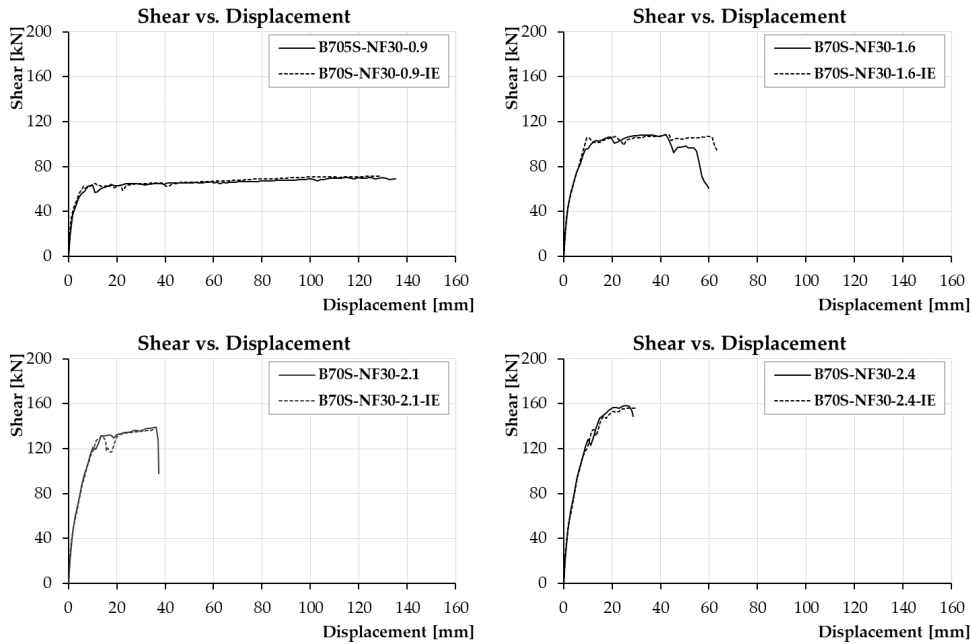 Shear vs. Displacement
Shear [kN]
200
160
120
80
40
0
0 20 40 60 80 100 120 140 160
Displacement [mm]
B705S-NF30-0.9
B70S-NF30-0.9-IE
Shear vs. Displacement
Shear [kN]
200
160
120
80
40
0
0 20 40 60 80 100 120 140 160
Displacement [mm]
B70S-NF30-1.6
B70S-NF30-1.6-IE
Shear vs. Displacement
Shear [kN]
200
160
120
80
40
0
0 20 40 60 80 100 120 140 160
Displacement [mm]
B70S-NF30-2.1
B70S-NF30-2.1-IE
Shear vs. Displacement
Shear [kN]
200
160
120
80
40
0
0 20 40 60 80 100 120 140 160
Displacement [mm]
B70S-NF30-2.4
B70S-NF30-2.4-IE